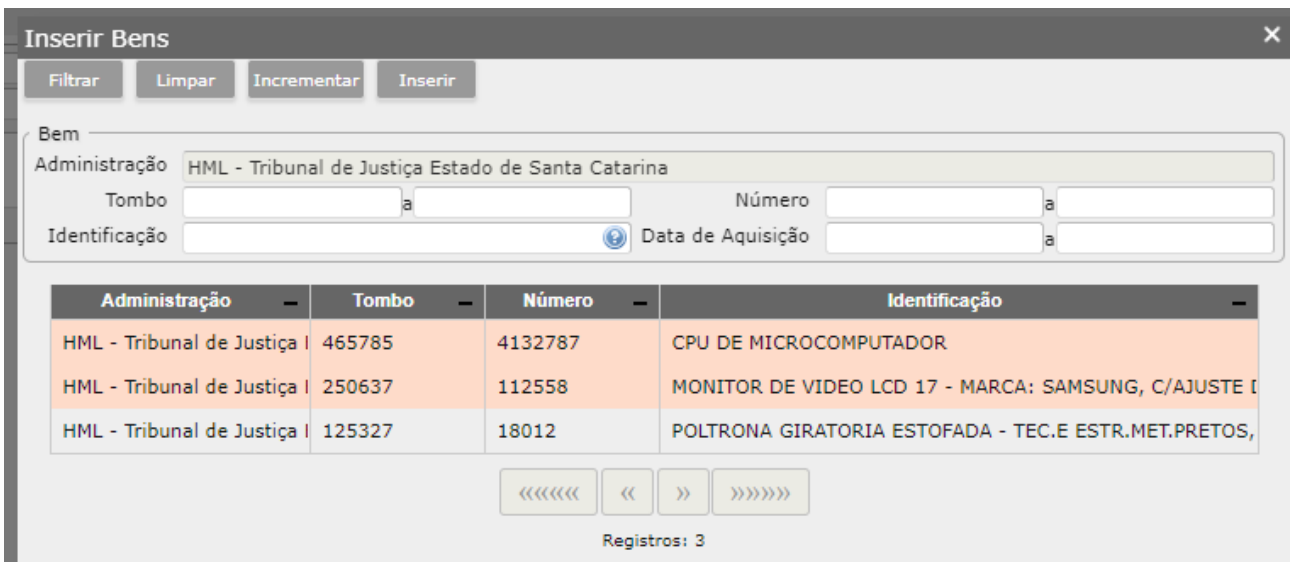 Inserir Bens ×
Filtrar Limpar Incrementar Inserir
Bem
Administração HML - Tribunal de Justiça Estado de Santa Catarina
Tombo a Número a
Identificação Data de Aquisição a
Administração Tombo Número Identificação
HML - Tribunal de Justiça 465785 4132787 CPU DE MICROCOMPUTADOR
HML - Tribunal de Justiça 250637 112558 MONITOR DE VIDEO LCD 17 - MARCA: SAMSUNG, C/AJUSTE
HML - Tribunal de Justiça 125327 18012 POLTRONA GIRATORIA ESTOFADA - TEC.E ESTR.MET.PRETOS,
«««« « » »»»»
Registros: 3